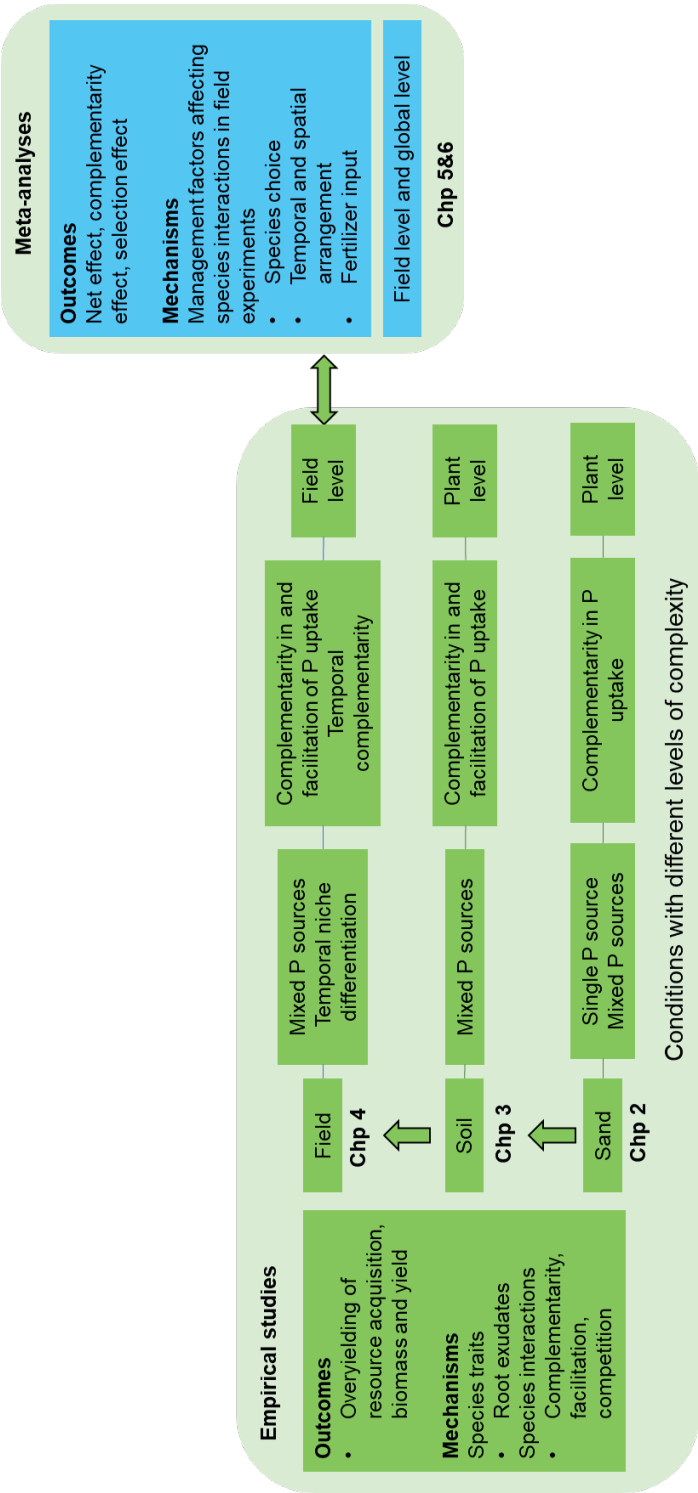 Empirical studies
Outcomes
• Overyielding of
resource acquisition,
biomass and yield
Mechanisms
Species traits
• Root exudates
Species interactions
• Complementarity,
facilitation,
competition
Field
Chp 4
Mixed P sources
Temporal niche
differentiation
Complementarity in and
facilitation of P uptake
Temporal
complementarity
Field
level
Soil
Chp 3
Mixed P sources
Complementarity in and
facilitation of P uptake
Plant
level
Sand
Chp 2
Single P source
Mixed P sources
Complementarity in P
uptake
Plant
level
Conditions with different levels of complexity
Meta-analyses
Outcomes
Net effect, complementarity
effect, selection effect
Mechanisms
Management factors affecting
species interactions in field
experiments
• Species choice
• Temporal and spatial
arrangement
• Fertilizer input
Field level and global level
Chp 5&6